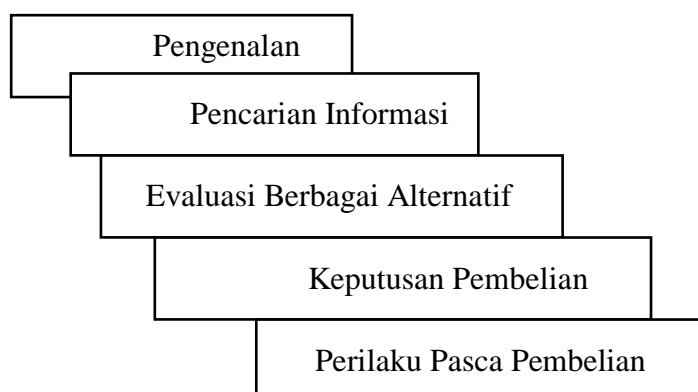 Pengenalan
Pencarian Informasi
Evaluasi Berbagai Alternatif
Keputusan Pembelian
Perilaku Pasca Pembelian